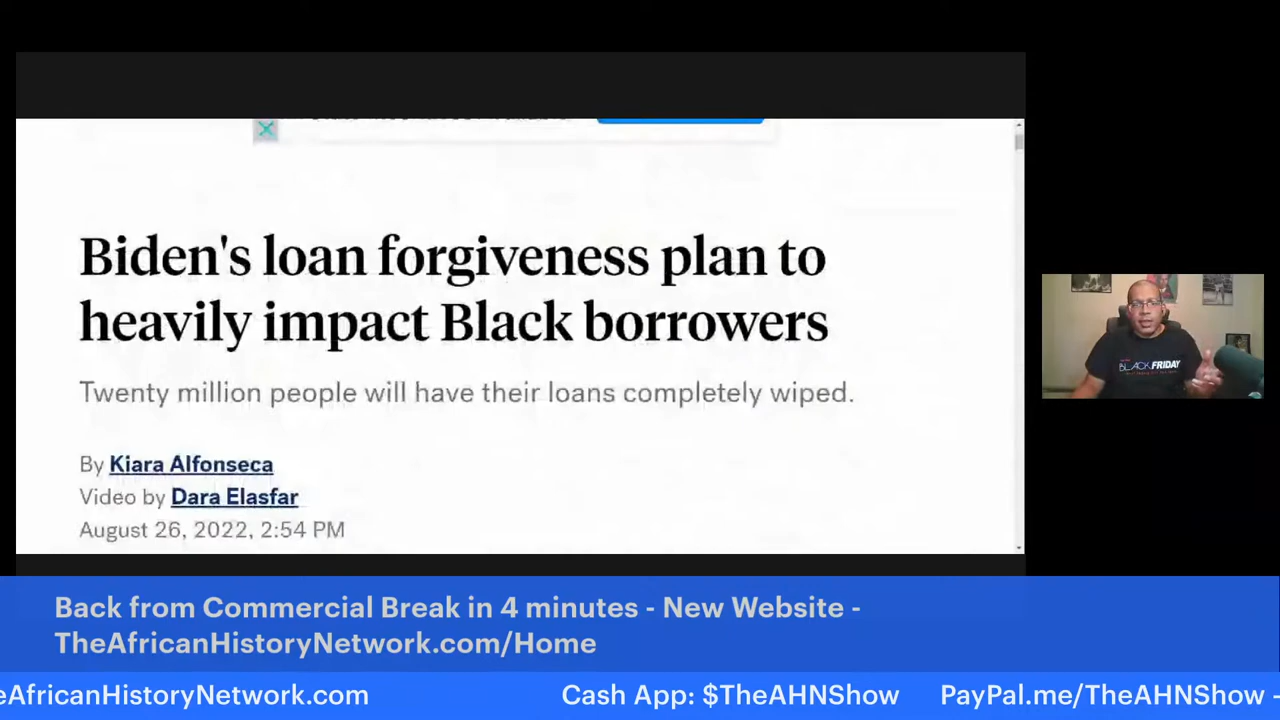 Biden's loan forgiveness plan to
heavily impact Black borrowers
Twenty million people will have their loans completely wiped.
By Kiara Alfonseca
Video by Dara Elasfar
August 26, 2022, 2:54 PM
BLACK FRIDAY
Back from Commercial Break in 4 minutes - New Website -
TheAfricanHistoryNetwork.com/Home
eAfricanHistoryNetwork.com Cash App: $TheAHNShow PayPal.me/TheAHNShow -